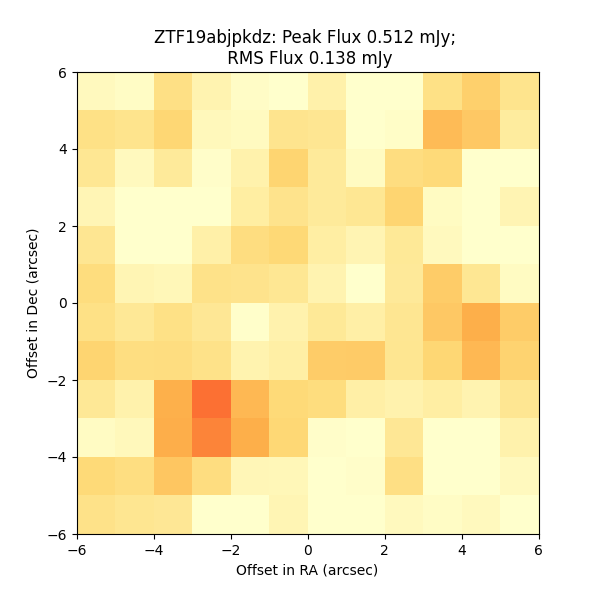 ZTF19abjpkdz: Peak Flux 0.512 mJy;
RMS Flux 0.138 mJy
6
4
2
0
−2
−4
−6
Offset in Dec (arcsec)
−6 −4 −2 0 2 4 6
Offset in RA (arcsec)